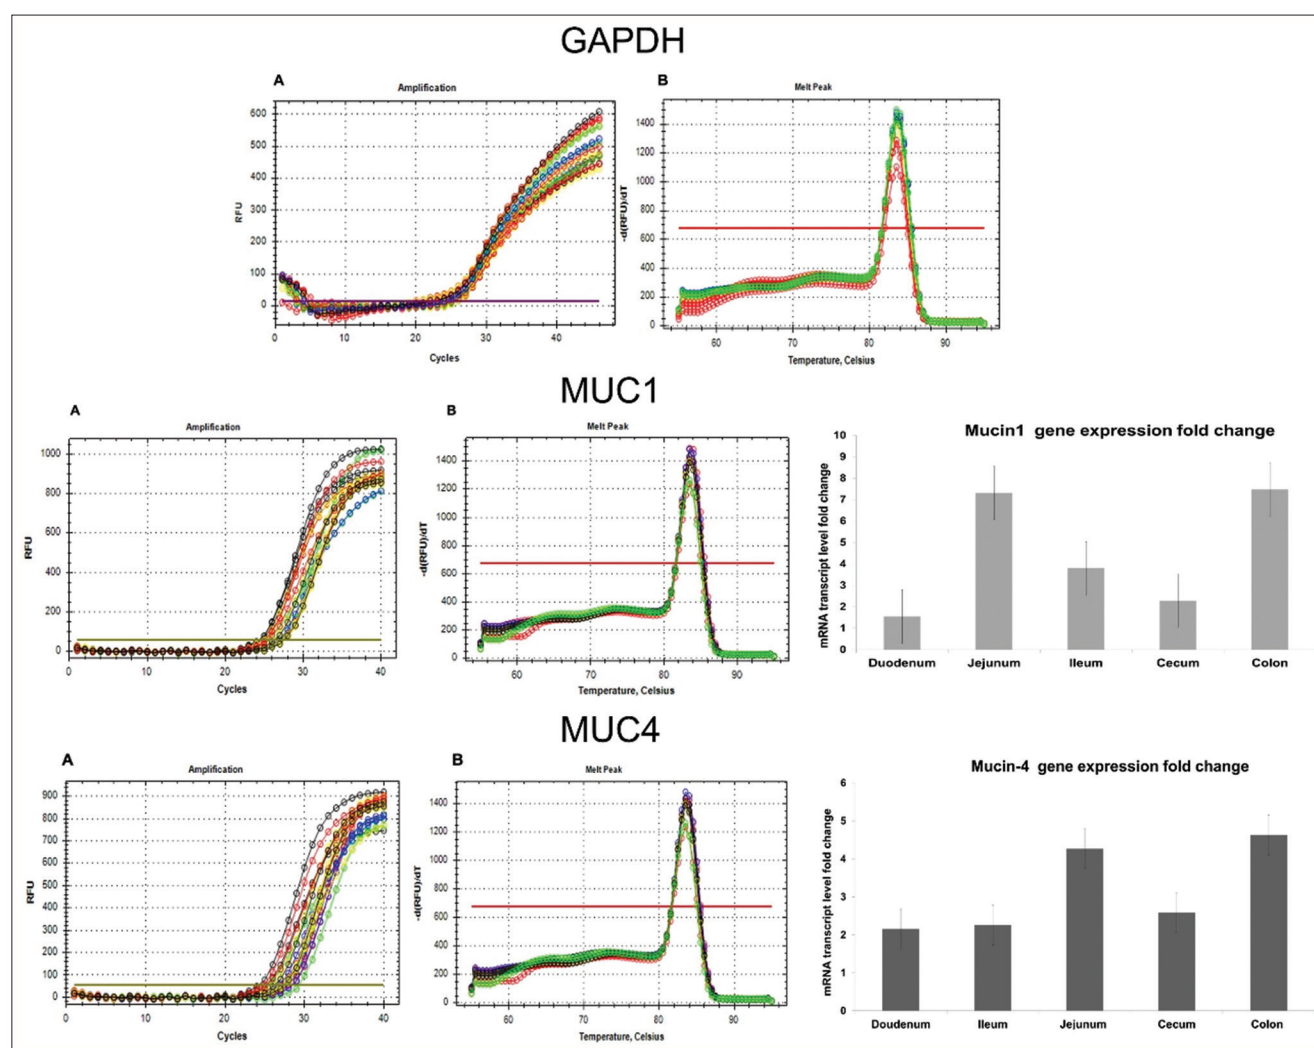 GAPDH
A
Amplification
RFU
600
500
400
300
200
100
0
0 10 20 30 40
Cycles
B
Melt Peak
-d(RFU)/dT
1400
1200
1000
800
600
400
200
0
60 70 80 90
Temperature, Celsius
MUC1
A
Amplification
RFU
1000
800
600
400
200
0
0 10 20 30 40
Cycles
B
Melt Peak
-d(RFU)/dT
1400
1200
1000
800
600
400
200
0
60 70 80 90
Temperature, Celsius
Mucin1 gene expression fold change
mRNA transcript level fold change
10
9
8
7
6
5
4
3
2
1
0
Duodenum Jejunum Ileum Cecum Colon
MUC4
A
Amplification
RFU
900
800
700
600
500
400
300
200
100
0
0 10 20 30 40
Cycles
B
Melt Peak
-d(RFU)/dT
1400
1200
1000
800
600
400
200
0
60 70 80 90
Temperature, Celsius
Mucin-4 gene expression fold change
mRNA transcript level fold change
6
5
4
3
2
1
0
Doudenum Ileum Jejunum Cecum Colon